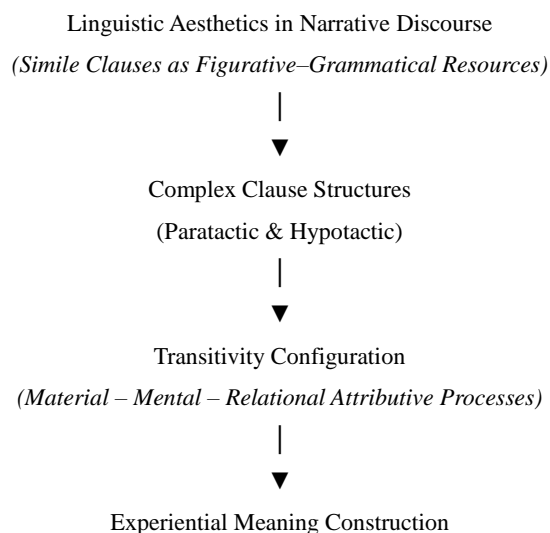 Linguistic Aesthetics in Narrative Discourse
(Simile Clauses as Figurative–Grammatical Resources)
Complex Clause Structures
(Paratactic & Hypotactic)
Transitivity Configuration
(Material – Mental – Relational Attributive Processes)
Experiential Meaning Construction